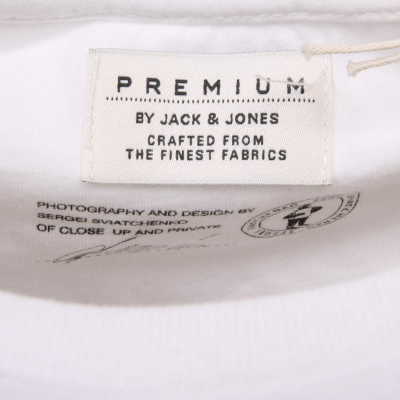 PREMIUM
BY JACK & JONES
CRAFTED FROM
THE FINEST FABRICS
PHOTOGRAPHY AND DESIGN BY
SERGEI SVIATCHENKO
OF CLOSE UP AND PRIVATE